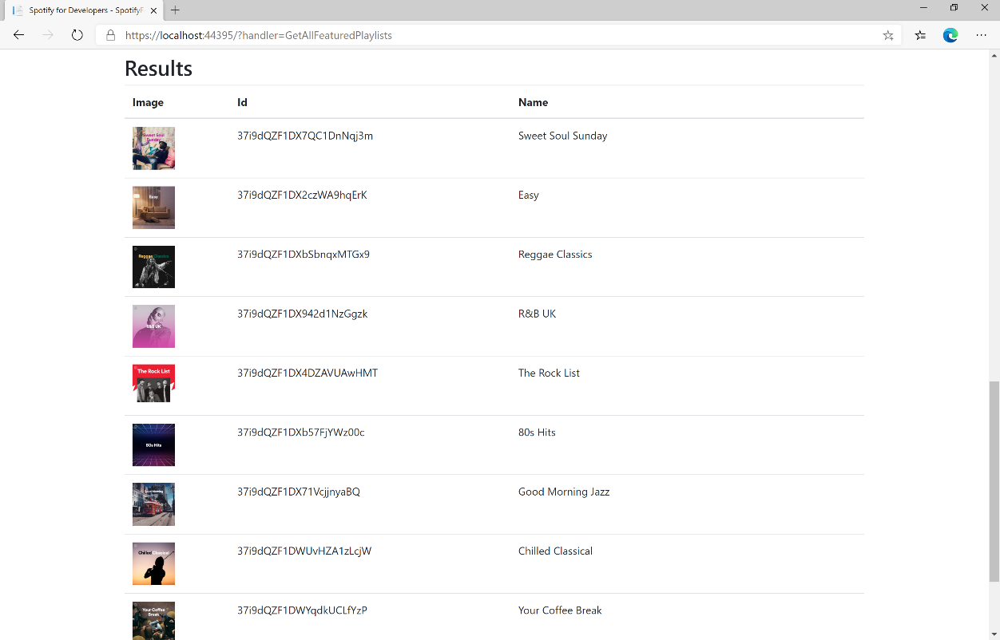 Spotify for Developers - SpotifyF
https://localhost:44395/?handler=GetAllFeaturedPlaylists
Results
Image Id Name
Sweet Soul
Sunday
37i9dQZF1DX7QC1DnNqj3m Sweet Soul Sunday
Easy
37i9dQZF1DX2czWA9hqErK Easy
Reggae Classics
37i9dQZF1DXbSbnqxMTGx9 Reggae Classics
R&B UK
37i9dQZF1DX942d1NzGgzk R&B UK
The Rock List
37i9dQZF1DX4DZAVUAwHMT The Rock List
80s Hits
37i9dQZF1DXb57FjYWz00c 80s Hits
Good Morning
Jazz
37i9dQZF1DX71VcjjnyaBQ Good Morning Jazz
Chilled Classical
37i9dQZF1DWUvHZA1zLcjW Chilled Classical
Your Coffee
Break
37i9dQZF1DWYqdkUCLfYzP Your Coffee Break